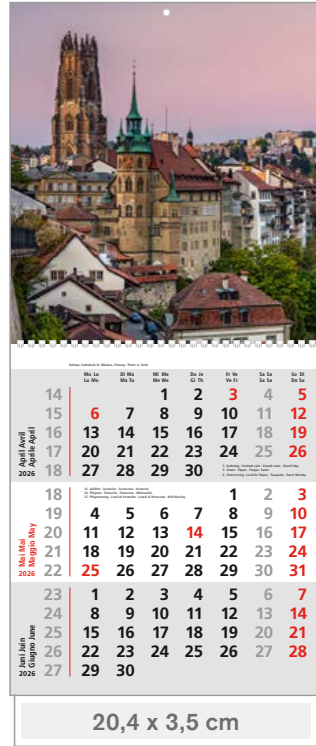 Mo Lu Di Ma Mi Me Do Je Fr Ve Sa Sa So Di
Lu Mo Ma Tu Me We Gi Th Ve Fr Sa Sa Do Su
April Avril
Aprile April
2026
14 1 2 3 4 5
15 6 7 8 9 10 11 12
16 13 14 15 16 17 18 19
17 20 21 22 23 24 25 26
18 27 28 29 30
Mai Mai
Maggio May
2026
18 1 2 3
19 4 5 6 7 8 9 10
20 11 12 13 14 15 16 17
21 18 19 20 21 22 23 24
22 25 26 27 28 29 30 31
Juni Juin
Giugno June
2026
23 1 2 3 4 5 6 7
24 8 9 10 11 12 13 14
25 15 16 17 18 19 20 21
26 22 23 24 25 26 27 28
27 29 30
20,4 x 3,5 cm